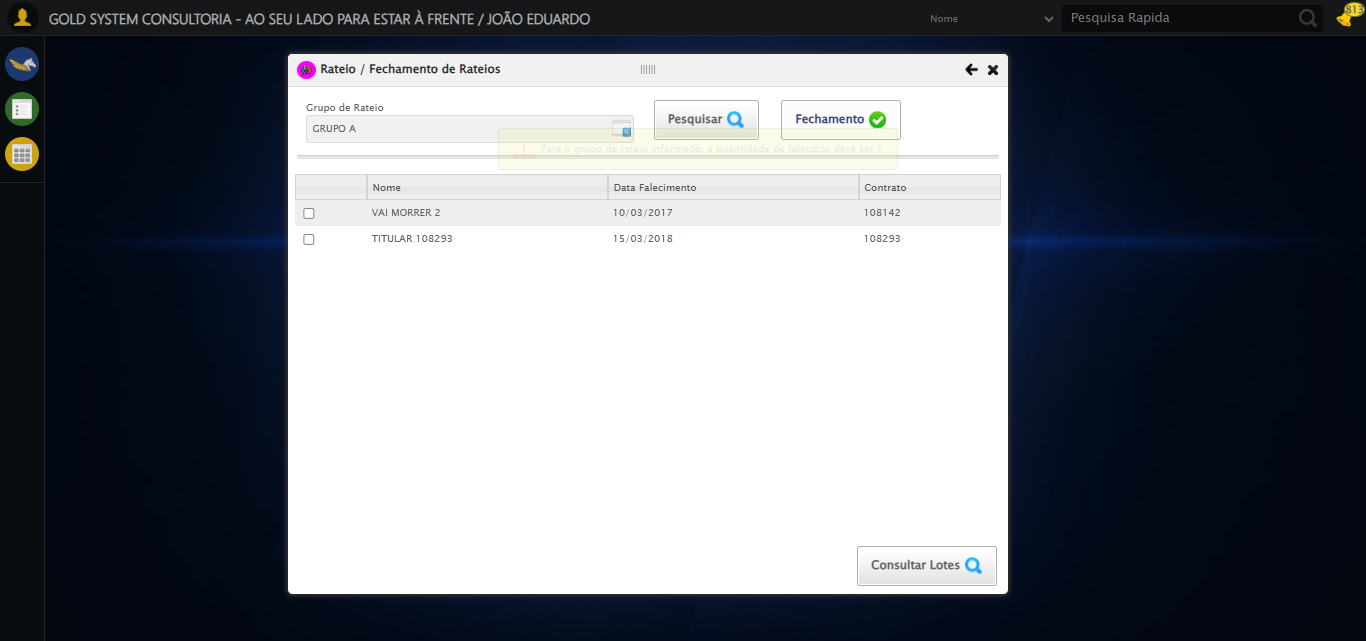 GOLD SYSTEM CONSULTORIA - AO SEU LADO PARA ESTAR À FRENTE / JOÃO EDUARDO
Nome
Pesquisa Rapida
813
Rateio / Fechamento de Rateios
Grupo de Rateio
GRUPO A
Pesquisar
Fechamento
Para o grupo de rateio informado, a quantidade de falecidos deve ser 1
Nome Data Falecimento Contrato
VAI MORRER 2 10/03/2017 108142
TITULAR 108293 15/03/2018 108293
Consultar Lotes